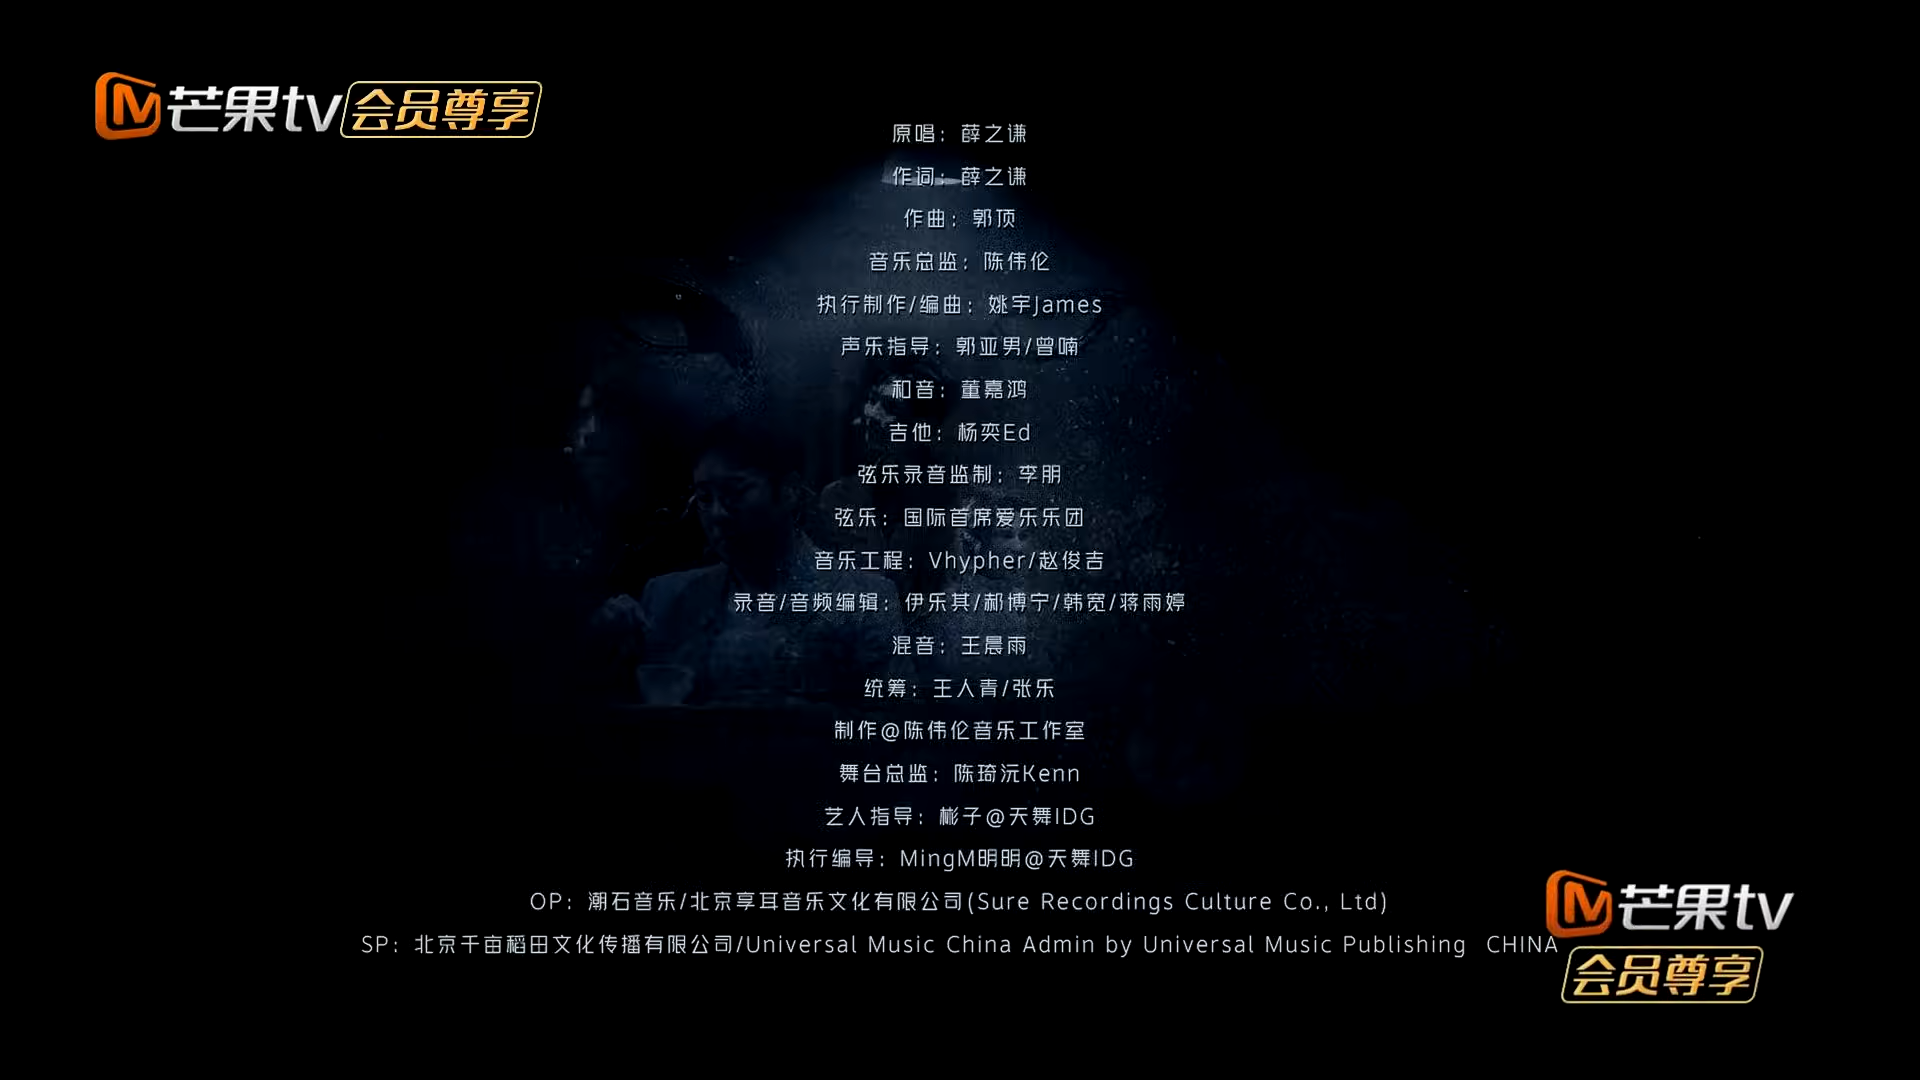 芒果tv会员尊享
原唱：薛之谦
作词：薛之谦
作曲：郭顶
音乐总监：陈伟伦
执行制作/编曲：姚宇James
声乐指导：郭亚男/曾喃
和音：董嘉鸿
吉他：杨奕Ed
弦乐录音监制：李朋
弦乐：国际首席爱乐乐团
音乐工程：Vhypher/赵俊吉
录音/音频编辑：伊乐其/郝博宁/韩宽/蒋雨婷
混音：王晨雨
统筹：王人青/张乐
制作@陈伟伦音乐工作室
舞台总监：陈琦沅Kenn
艺人指导：彬子@天舞IDG
执行编导：MingM明明@天舞IDG
OP：潮石音乐/北京享耳音乐文化有限公司(Sure Recordings Culture Co., Ltd)
SP：北京千亩稻田文化传播有限公司/Universal Music China Admin by Universal Music Publishing CHINA
芒果tv
会员尊享